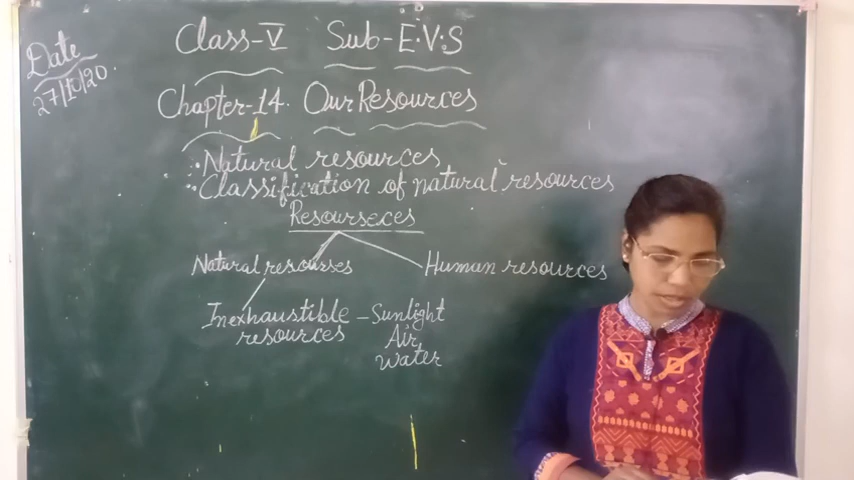 Date
27/10/20.
Class-V Sub-E.V.S
Chapter-14. Our Resources
Natural resources
Classification of natural resources
Resourseces
Natural resourses
Human resources
Inexhaustible - Sunlight
resources Air
Water